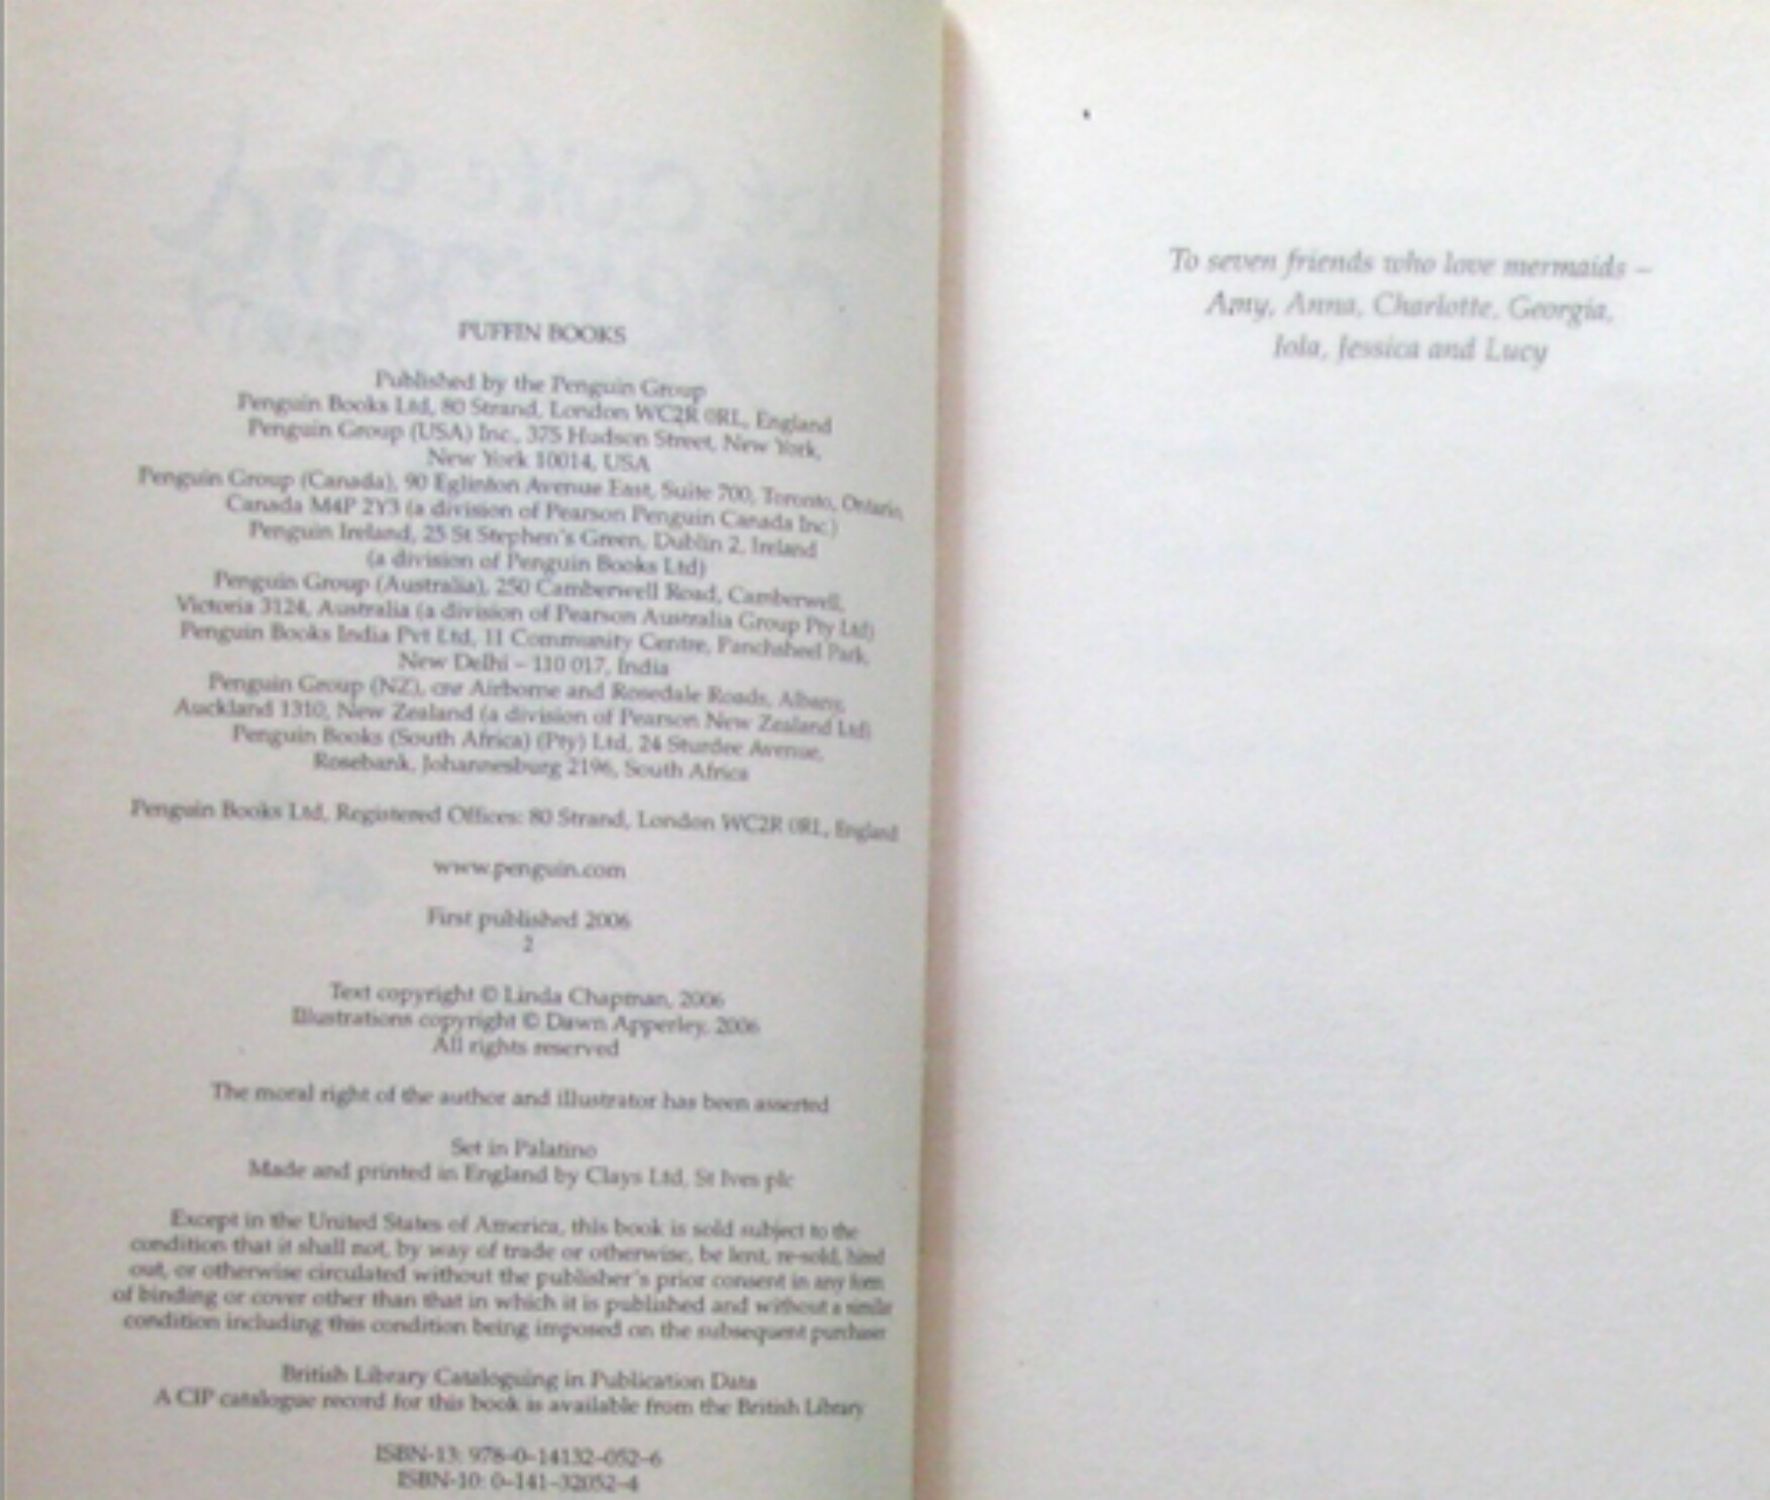 PUFFIN BOOKS
Published by the Penguin Group
Penguin Books Ltd, 80 Strand, London WC2R 0RL, England
Penguin Group (USA) Inc., 375 Hudson Street, New York,
New York 10014, USA
Penguin Group (Canada), 90 Eglinton Avenue East, Suite 700, Toronto, Ontario,
Canada M4P 2Y3 (a division of Pearson Penguin Canada Inc.)
Penguin Ireland, 25 St Stephen's Green, Dublin 2, Ireland
(a division of Penguin Books Ltd)
Penguin Group (Australia), 250 Camberwell Road, Camberwell,
Victoria 3124, Australia (a division of Pearson Australia Group Pty Ltd)
Penguin Books India Pvt Ltd, 11 Community Centre, Panchsheel Park,
New Delhi – 110 017, India
Penguin Group (NZ), cnr Airborne and Rosedale Roads, Albany,
Auckland 1310, New Zealand (a division of Pearson New Zealand Ltd)
Penguin Books (South Africa) (Pty) Ltd, 24 Sturdee Avenue,
Rosebank, Johannesburg 2196, South Africa
Penguin Books Ltd, Registered Offices: 80 Strand, London WC2R 0RL, England
www.penguin.com
First published 2006
2
Text copyright © Linda Chapman, 2006
Illustrations copyright © Dawn Apperley, 2006
All rights reserved
The moral right of the author and illustrator has been asserted
Set in Palatino
Made and printed in England by Clays Ltd, St Ives plc
Except in the United States of America, this book is sold subject to the
condition that it shall not, by way of trade or otherwise, be lent, re-sold, hired
out, or otherwise circulated without the publisher's prior consent in any form
of binding or cover other than that in which it is published and without a similar
condition including this condition being imposed on the subsequent purchaser
British Library Cataloguing in Publication Data
A CIP catalogue record for this book is available from the British Library
ISBN-13: 978-0-14132-052-6
ISBN-10: 0-141-32052-4
To seven friends who love mermaids –
Amy, Anna, Charlotte, Georgia,
Iola, Jessica and Lucy